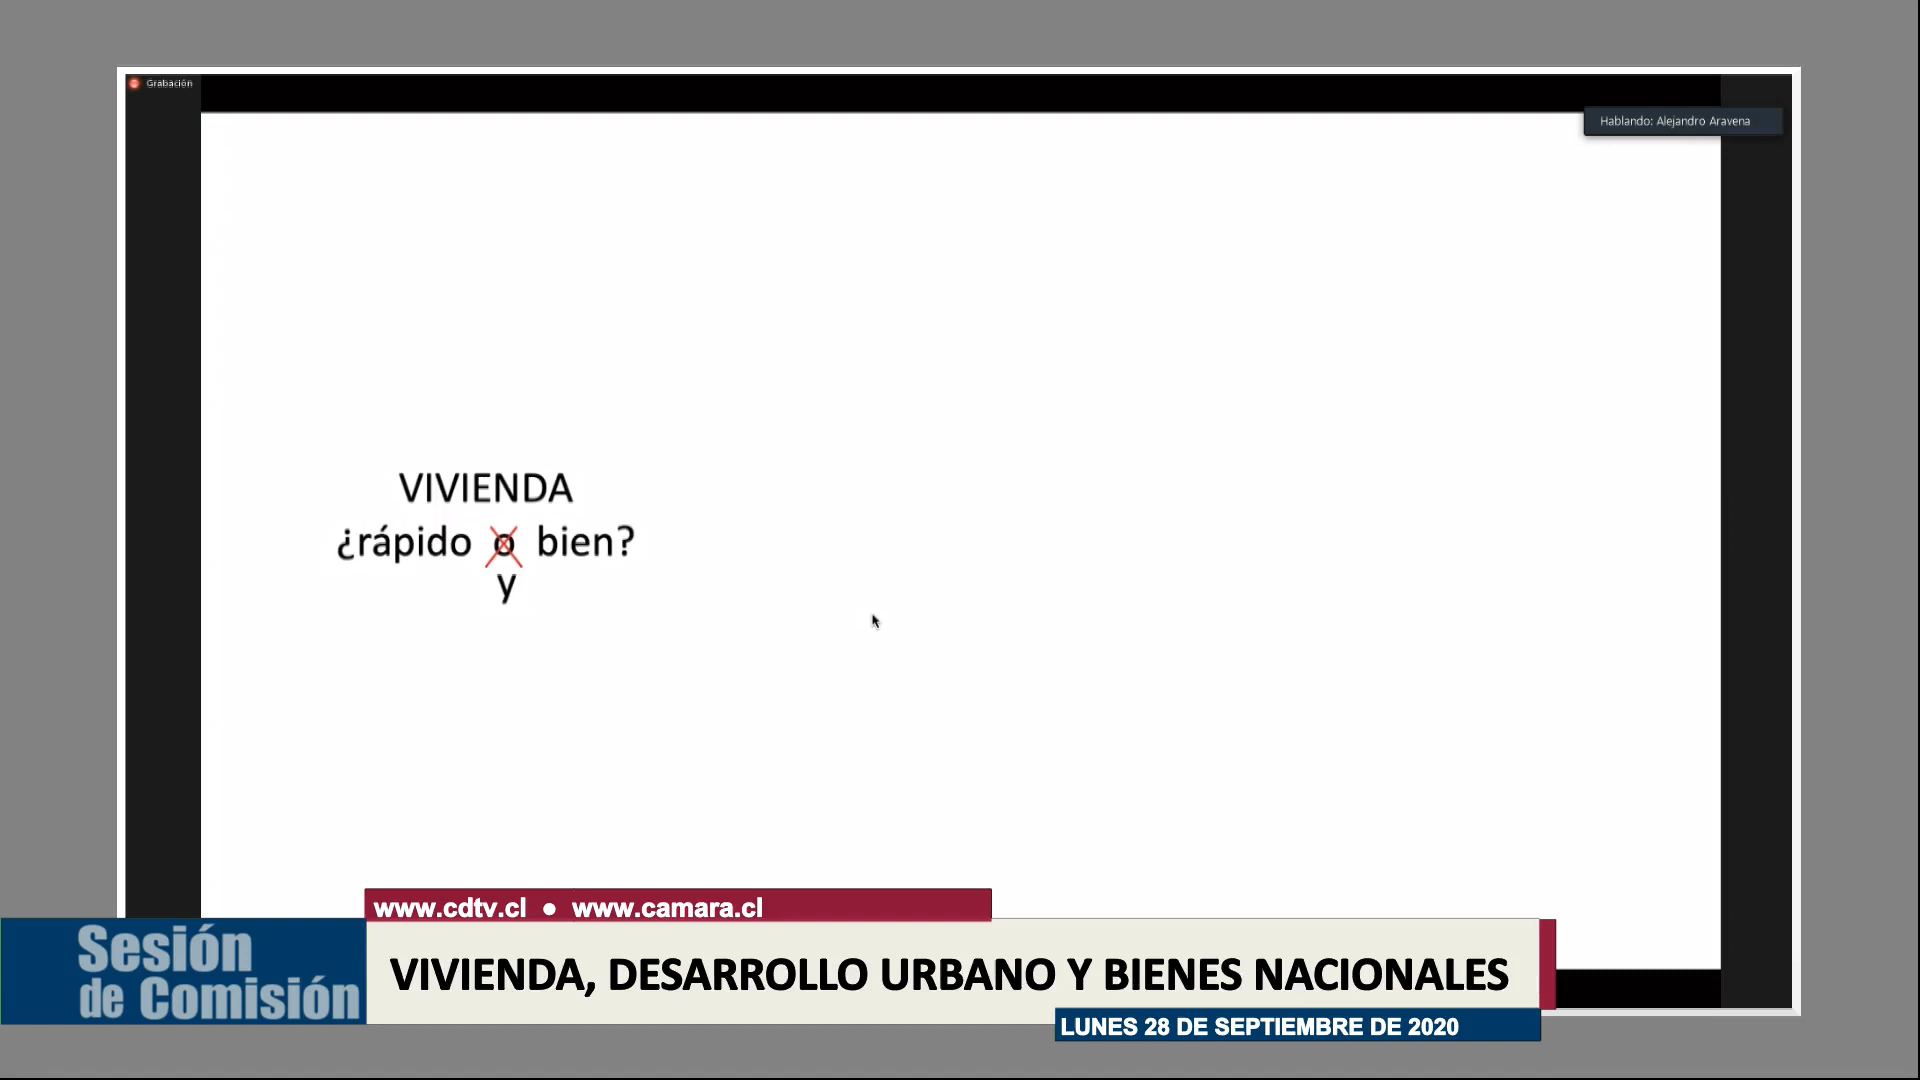 Grabación
Hablando: Alejandro Aravena
VIVIENDA
¿rápido o bien?
y
www.cdtv.cl • www.camara.cl
Sesión
de Comisión
VIVIENDA, DESARROLLO URBANO Y BIENES NACIONALES
LUNES 28 DE SEPTIEMBRE DE 2020